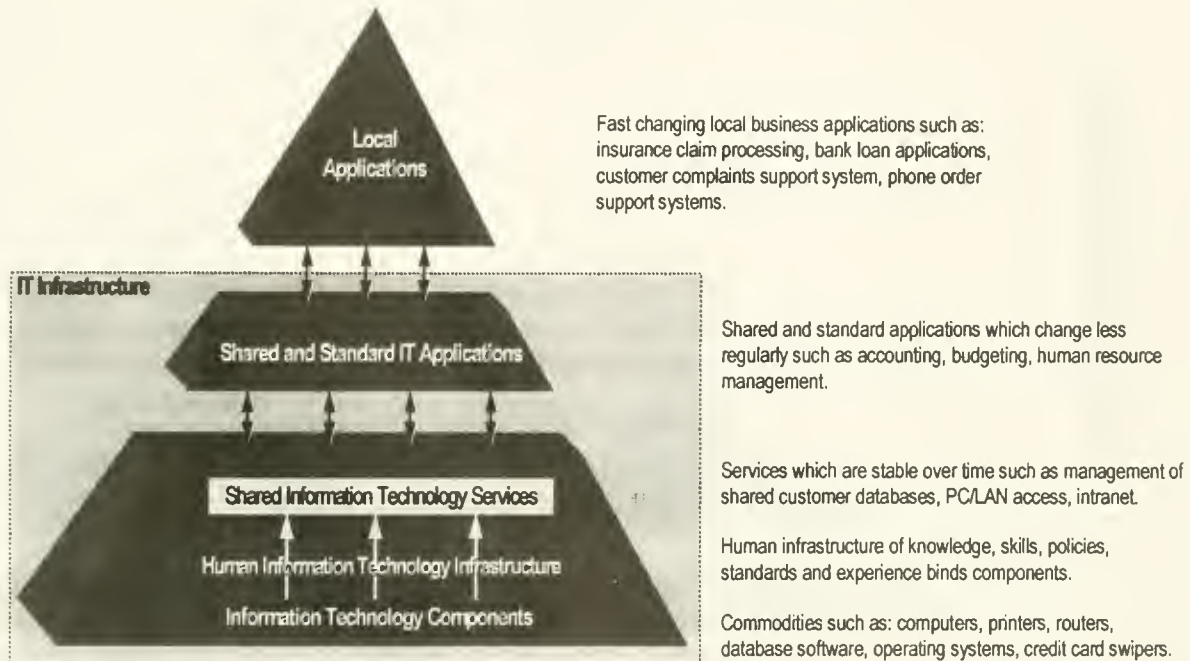 Local
Applications
Fast changing local business applications such as:
insurance claim processing, bank loan applications,
customer complaints support system, phone order
support systems.
IT Infrastructure
Shared and Standard IT Applications
Shared and standard applications which change less
regularly such as accounting, budgeting, human resource
management.
Shared Information Technology Services
Services which are stable over time such as management of
shared customer databases, PC/LAN access, intranet.
Human Information Technology Infrastructure
Human infrastructure of knowledge, skills, policies,
standards and experience binds components.
Information Technology Components
Commodities such as: computers, printers, routers,
database software, operating systems, credit card swipers.